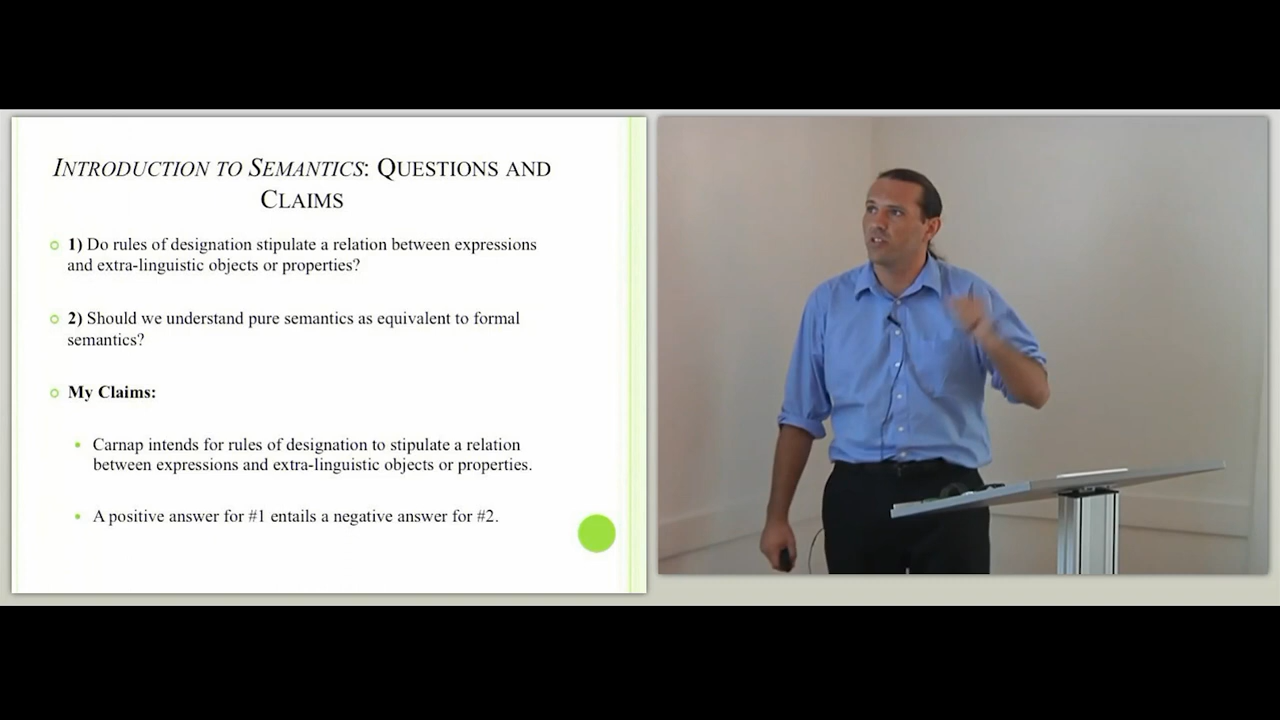 INTRODUCTION TO SEMANTICS: QUESTIONS AND
CLAIMS
1) Do rules of designation stipulate a relation between expressions
and extra-linguistic objects or properties?
2) Should we understand pure semantics as equivalent to formal
semantics?
My Claims:
Carnap intends for rules of designation to stipulate a relation
between expressions and extra-linguistic objects or properties.
A positive answer for #1 entails a negative answer for #2.